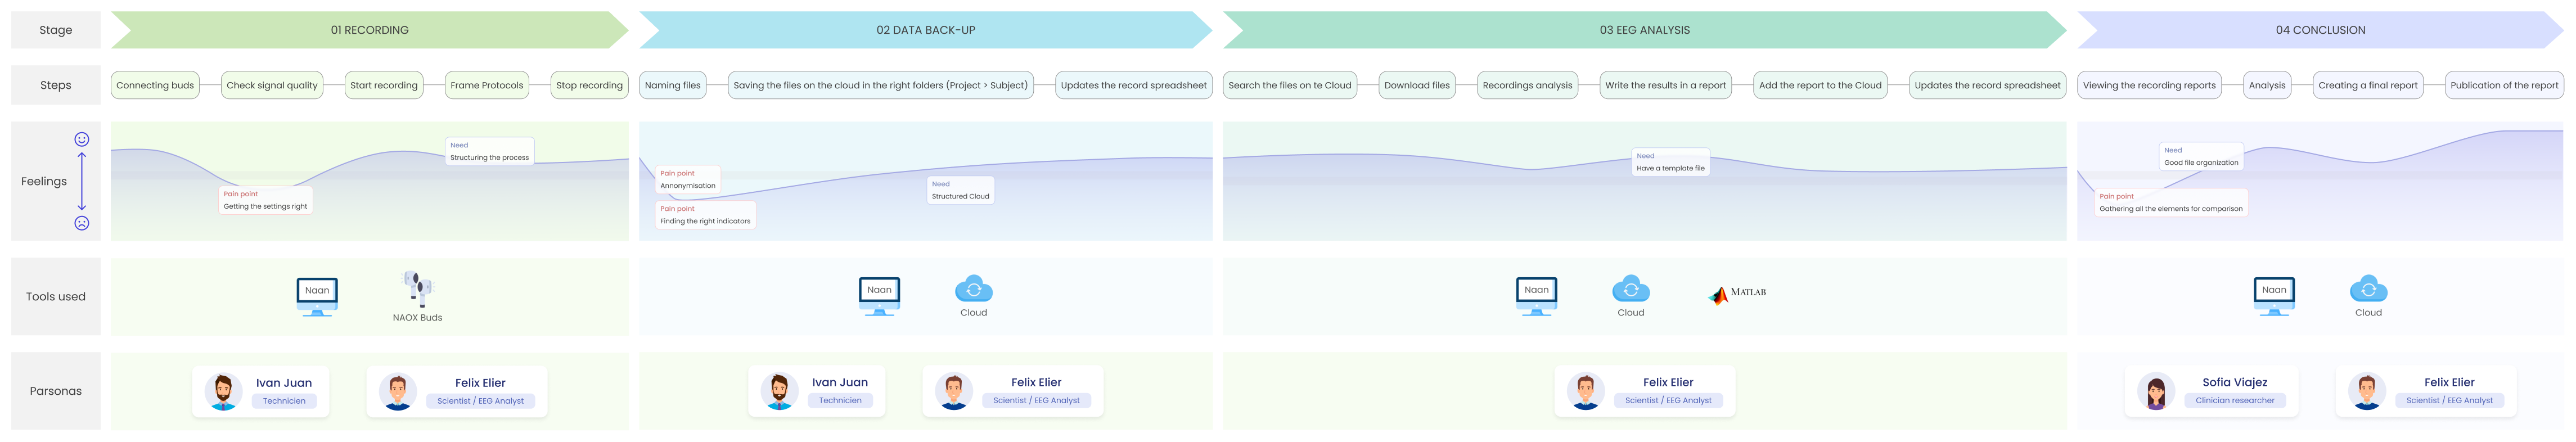 Stage
01 RECORDING
02 DATA BACK-UP
03 EEG ANALYSIS
04 CONCLUSION
Steps
Connecting buds
Check signal quality
Start recording
Frame Protocols
Stop recording
Naming files
Saving the files on the cloud in the right folders (Project > Subject)
Updates the record spreadsheet
Search the files on te Cloud
Download files
Recordings analysis
Write the results in a report
Add the report to the Cloud
Updates the record spreadsheet
Viewing the recording reports
Analysis
Creating a final report
Publication of the report
Feelings
Pain point
Getting the settings right
Need
Structuring the process
Pain point
Annonymisation
Pain point
Finding the right indicators
Need
Structured Cloud
Need
Have a template file
Pain point
Gathering all the elements for comparison
Need
Good file organization
Tools used
Naan
NAOX Buds
Naan
Cloud
Naan
Cloud
MATLAB
Naan
Cloud
Parsonas
Ivan Juan
Technicien
Felix Elier
Scientist / EEG Analyst
Ivan Juan
Technicien
Felix Elier
Scientist / EEG Analyst
Felix Elier
Scientist / EEG Analyst
Sofia Viajez
Clinician researcher
Felix Elier
Scientist / EEG Analyst